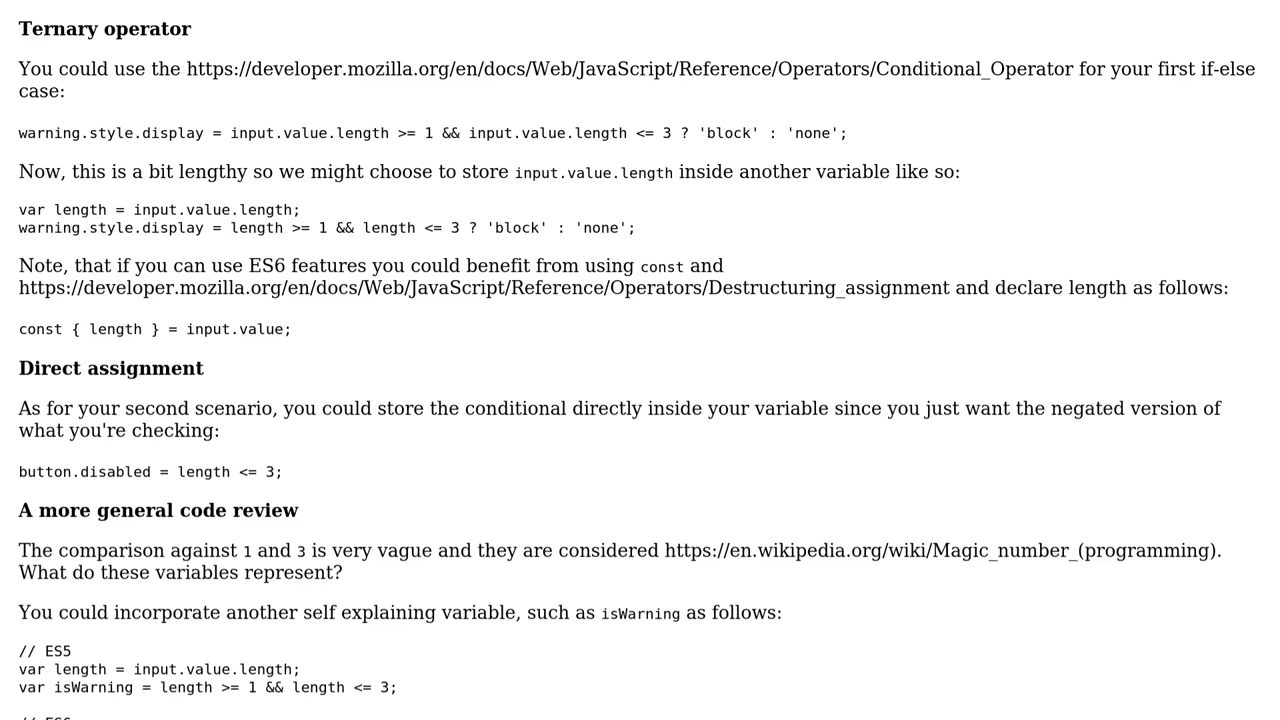 Ternary operator
You could use the https://developer.mozilla.org/en/docs/Web/JavaScript/Reference/Operators/Conditional_Operator for your first if-else
case:
warning.style.display = input.value.length >= 1 && input.value.length <= 3 ? 'block' : 'none';
Now, this is a bit lengthy so we might choose to store input.value.length inside another variable like so:
var length = input.value.length;
warning.style.display = length >= 1 && length <= 3 ? 'block' : 'none';
Note, that if you can use ES6 features you could benefit from using const and
https://developer.mozilla.org/en/docs/Web/JavaScript/Reference/Operators/Destructuring_assignment and declare length as follows:
const { length } = input.value;
Direct assignment
As for your second scenario, you could store the conditional directly inside your variable since you just want the negated version of
what you're checking:
button.disabled = length <= 3;
A more general code review
The comparison against 1 and 3 is very vague and they are considered https://en.wikipedia.org/wiki/Magic_number_(programming).
What do these variables represent?
You could incorporate another self explaining variable, such as isWarning as follows:
// ES5
var length = input.value.length;
var isWarning = length >= 1 && length <= 3;